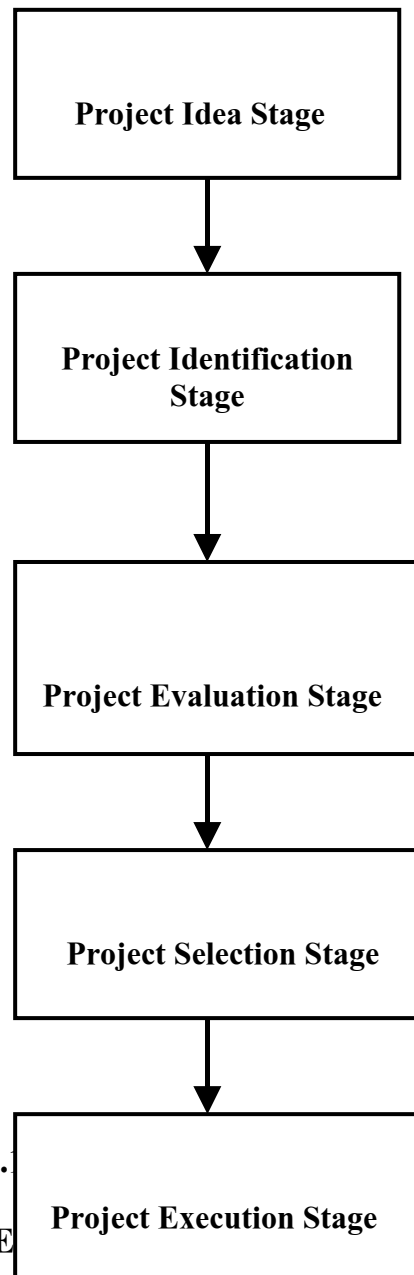 Project Idea Stage
Project Identification
Stage
Project Evaluation Stage
Project Selection Stage
Project Execution Stage